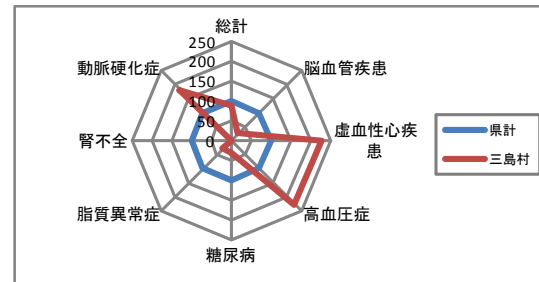 総計
250
200
150
100
50
0
脳血管疾患
虚血性心疾
患
高血圧症
糖尿病
脂質異常症
腎不全
動脈硬化症
県計
三島村